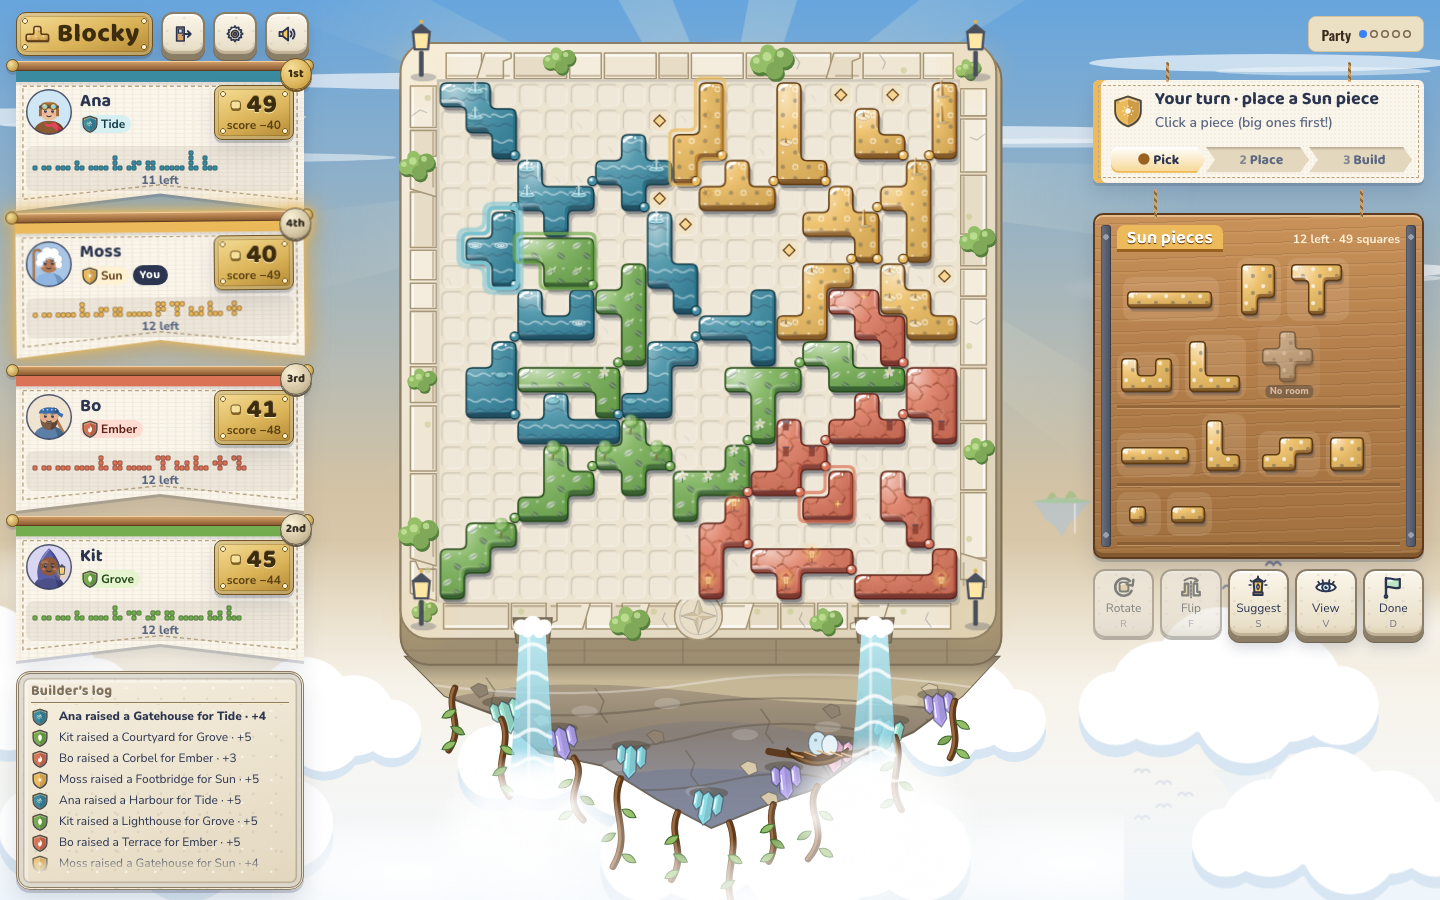 Blocky
1st
Ana
Tide
49
score −40
11 left
4th
Moss
Sun
You
40
score −49
12 left
3rd
Bo
Ember
41
score −48
12 left
2nd
Kit
Grove
45
score −44
12 left
Builder's log
Ana raised a Gatehouse for Tide · +4
Kit raised a Courtyard for Grove · +5
Bo raised a Corbel for Ember · +3
Moss raised a Footbridge for Sun · +5
Ana raised a Harbour for Tide · +5
Kit raised a Lighthouse for Grove · +5
Bo raised a Terrace for Ember · +5
Moss raised a Gatehouse for Sun · +4
Party
Your turn · place a Sun piece
Click a piece (big ones first!)
Pick
2 Place
3 Build
Sun pieces
12 left · 49 squares
No room
Rotate
R
Flip
F
Suggest
S
View
V
Done
D